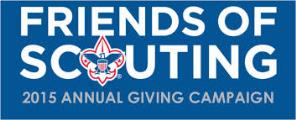 FRIENDS OF
SCOUTING
2015 ANNUAL GIVING CAMPAIGN